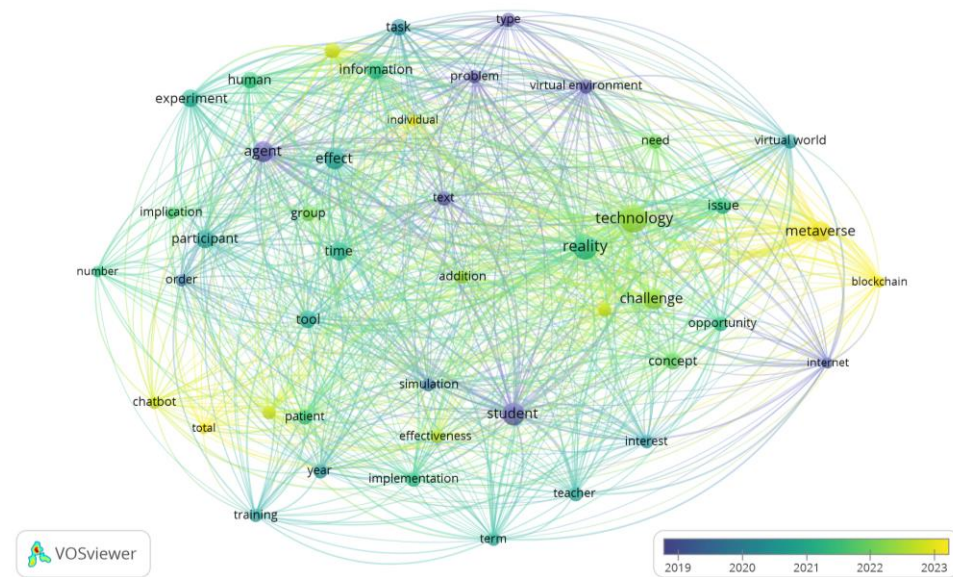 task
type
information
problem
human
virtual environment
experiment
individual
need
virtual world
agent
effect
text
implication
group
technology
issue
participant
reality
metaverse
time
number
order
addition
blockchain
challenge
tool
opportunity
concept
internet
simulation
chatbot
student
patient
total
effectiveness
interest
year
implementation
teacher
training
term
VOSviewer
2019 2020 2021 2022 2023